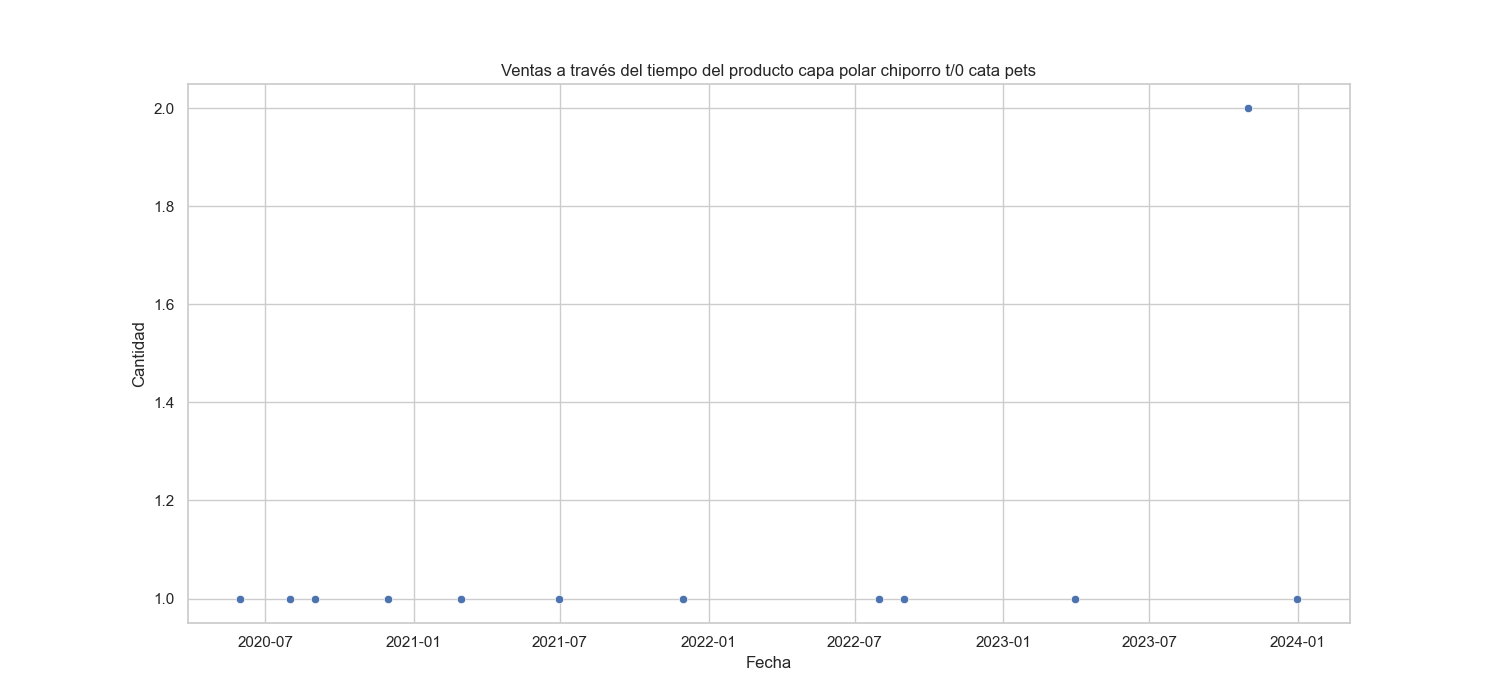 Ventas a través del tiempo del producto capa polar chiporro t/0 cata pets
2.0
1.8
1.6
1.4
1.2
1.0
Cantidad
2020-07 2021-01 2021-07 2022-01 2022-07 2023-01 2023-07 2024-01
Fecha